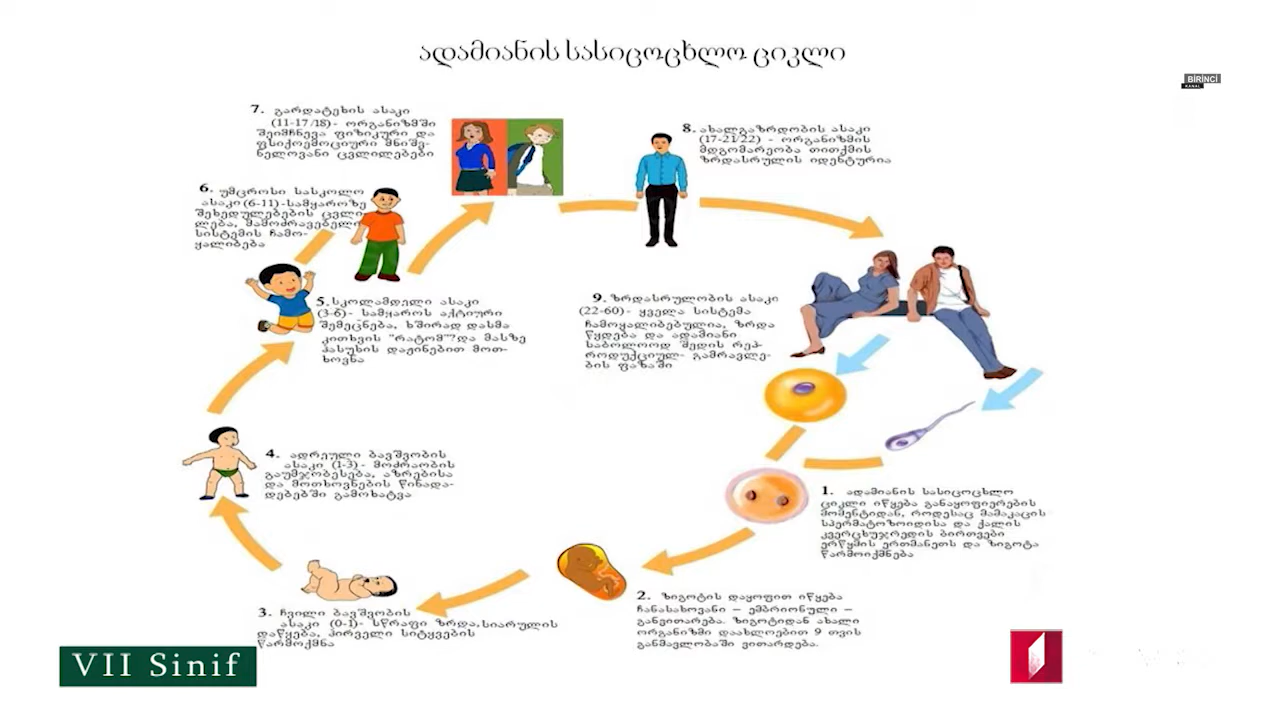 ადამიანის სასიცოცხლო ციკლი
BİRİNCİ
KANAL
7. გარდატეხის ასაკი
(11-17/18)- ორგანიზმში
შეიმჩნევა ფიზიკური და
ფსიქოემოციური მნიშვ-
ნელოვანი ცვლილებები
8. ახალგაზრდობის ასაკი
(17-21/22) - ორგანიზმის
მდგომარეობა თითქმის
ზრდასრულის იდენტურია
6. უმცროსი სასკოლო
ასაკი (6-11)-სამყაროზე
შეხედულებების ცვლი
ლება, მამოძრავებელი
სისტემის ჩამო-
ყალიბება
5. სკოლამდელი ასაკი
(3-6)- სამყაროს აქტიური
შემეცნება, ხშირად დასმა
კითხვის "რატომ"?და მასზე
პასუხის დაჟინებით მოთ-
ხოვნა
9. ზრდასრულობის ასაკი
(22-60)- ყველა სისტემა
ჩამოყალიბებულია, ზრდა
წყდება და ადამიანი
საბოლოოდ შედის რეპ-
როდუქციულ- გამრავლე-
ბის ფაზაში
4. ადრეული ბავშვობის
ასაკი (1-3)- მოძრაობის
გაუმჯობესება, აზრებისა
და მოთხოვნების წინადა-
დებებში გამოხატვა
1. ადამიანის სასიცოცხლო
ციკლი იწყება განაყოფიერების
მომენტიდან, როდესაც მამაკაცის
სპერმატოზოიდისა და ქალის
კვერცხუჯრედის ბირთვები
ერწყმის ერთმანეთს და ზიგოტა
წარმოიქმნება
3. ჩვილი ბავშვობის
ასაკი (0-1)- სწრაფი ზრდა,სიარულის
დაწყება, პირველი სიტყვების
წარმოქმნა
2. ზიგოტის დაყოფით იწყება
ჩანასახოვანი – ემბრიონული –
განვითარება. ზიგოტიდან ახალი
ორგანიზმი დაახლოებით 9 თვის
განმავლობაში ვითარდება.
VII Sinif